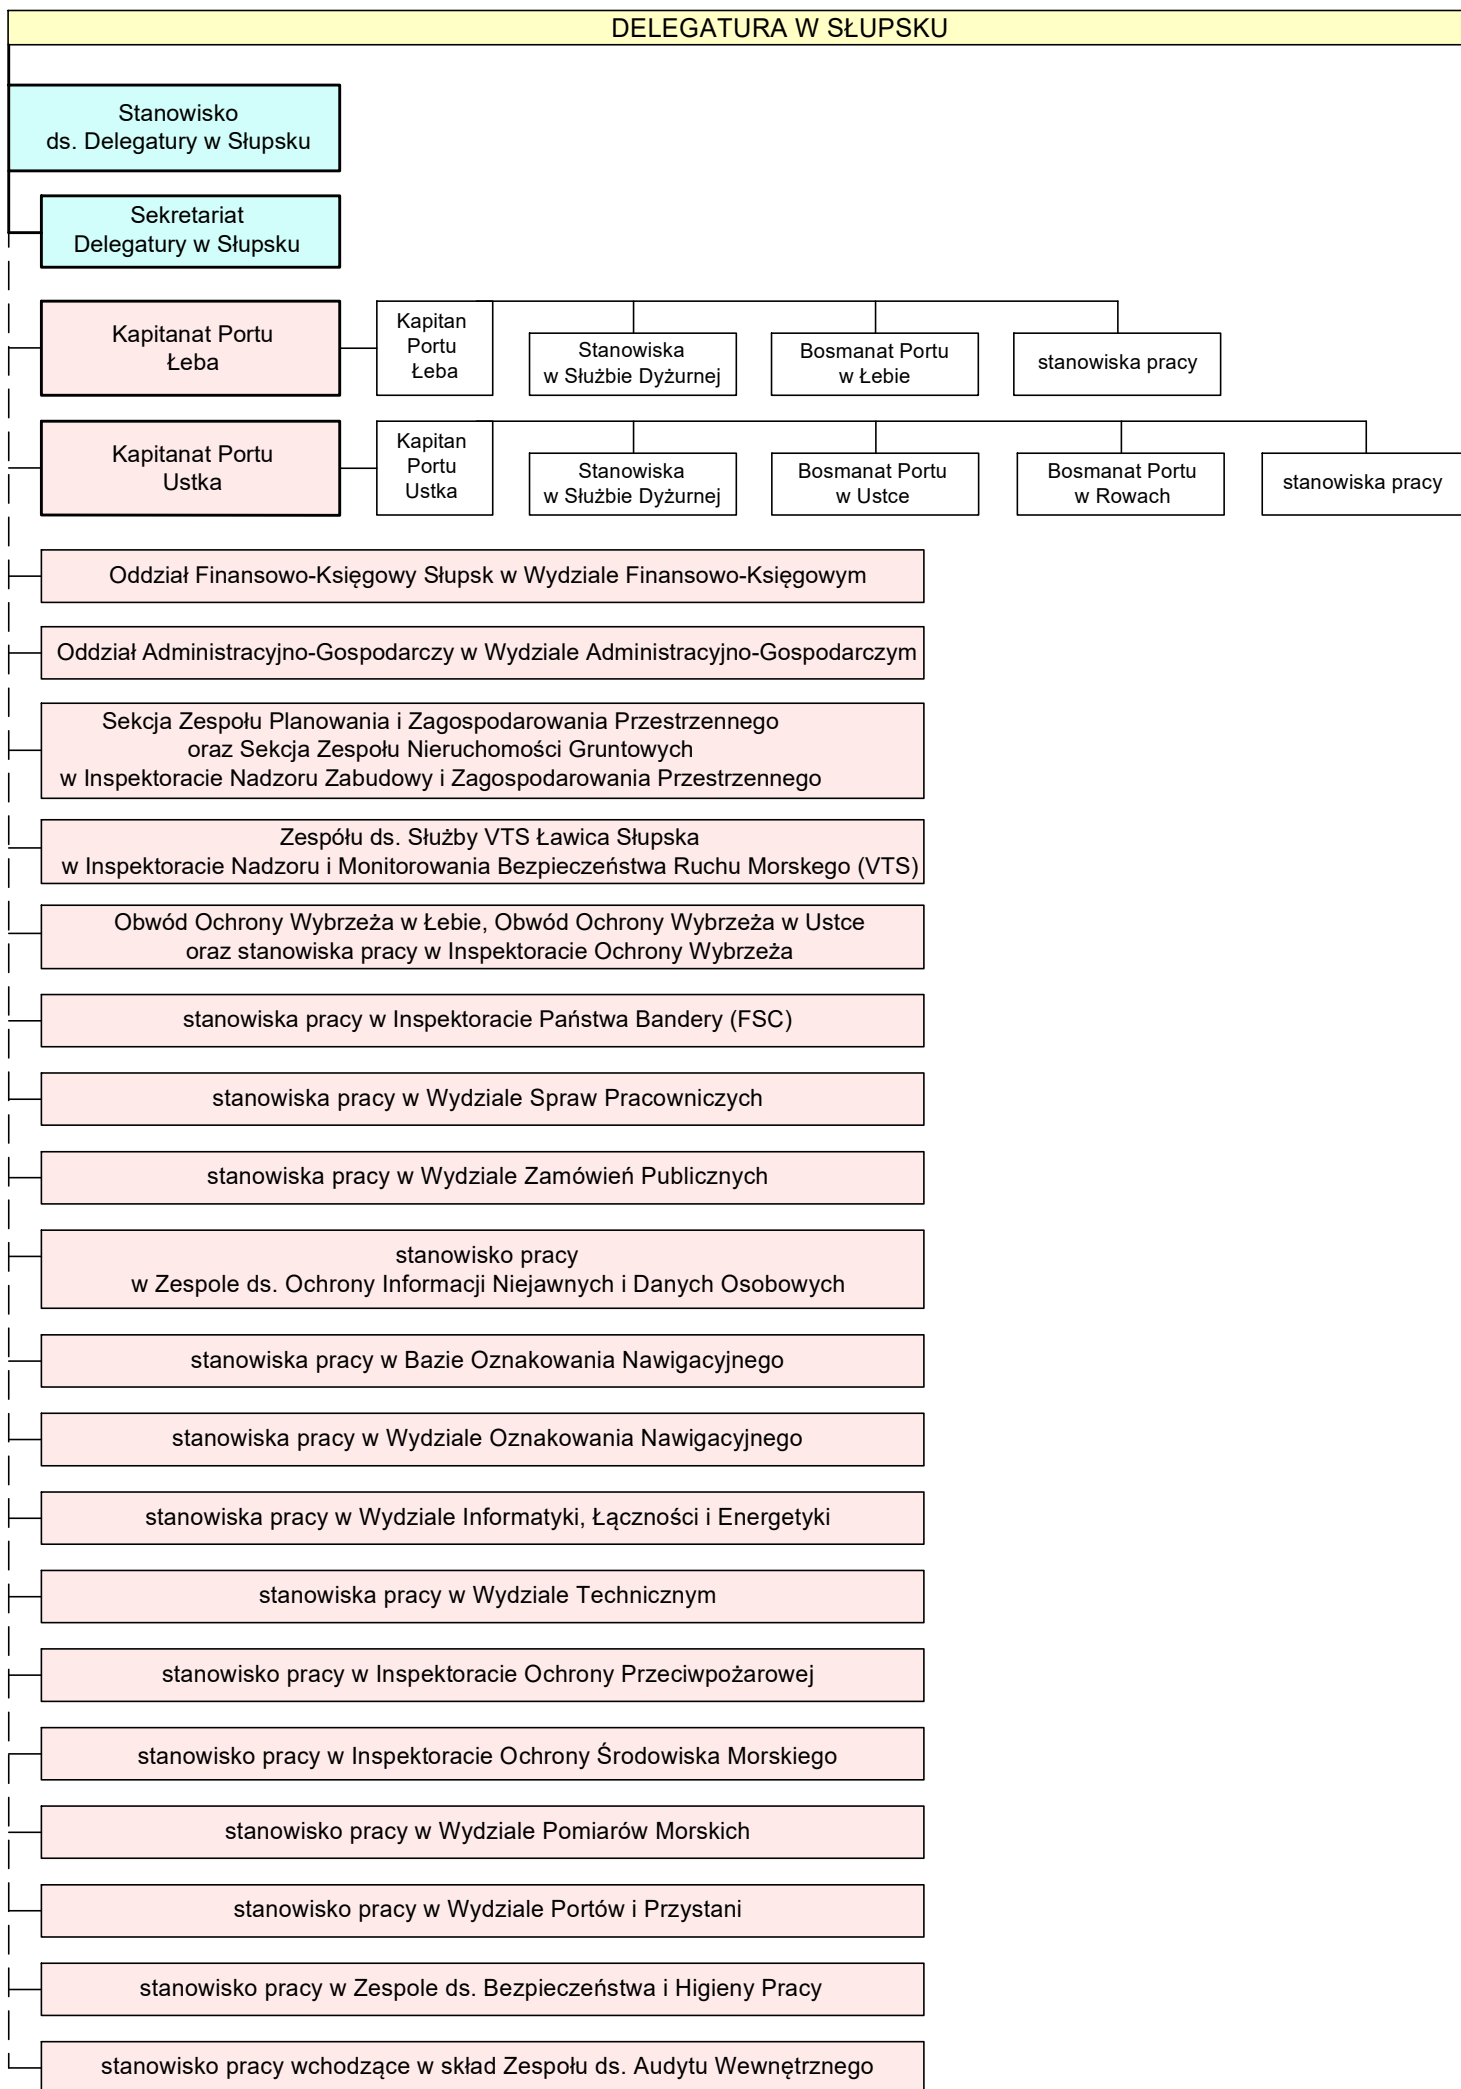 DELEGATURA W SŁUPSKU
Stanowisko
ds. Delegatury w Słupsku
Sekretariat
Delegatury w Słupsku
Kapitanat Portu
Łeba
Kapitan
Portu
Łeba
Stanowiska
w Służbie Dyżurnej
Bosmanat Portu
w Łebie
stanowiska pracy
Kapitanat Portu
Ustka
Kapitan
Portu
Ustka
Stanowiska
w Służbie Dyżurnej
Bosmanat Portu
w Ustce
Bosmanat Portu
w Rowach
stanowiska pracy
Oddział Finansowo-Księgowy Słupsk w Wydziale Finansowo-Księgowym
Oddział Administracyjno-Gospodarczy w Wydziale Administracyjno-Gospodarczym
Sekcja Zespołu Planowania i Zagospodarowania Przestrzennego
oraz Sekcja Zespołu Nieruchomości Gruntowych
w Inspektoracie Nadzoru Zabudowy i Zagospodarowania Przestrzennego
Zespółu ds. Służby VTS Ławica Słupska
w Inspektoracie Nadzoru i Monitorowania Bezpieczeństwa Ruchu Morskego (VTS)
Obwód Ochrony Wybrzeża w Łebie, Obwód Ochrony Wybrzeża w Ustce
oraz stanowiska pracy w Inspektoracie Ochrony Wybrzeża
stanowiska pracy w Inspektoracie Państwa Bandery (FSC)
stanowiska pracy w Wydziale Spraw Pracowniczych
stanowiska pracy w Wydziale Zamówień Publicznych
stanowisko pracy
w Zespole ds. Ochrony Informacji Niejawnych i Danych Osobowych
stanowiska pracy w Bazie Oznakowania Nawigacyjnego
stanowiska pracy w Wydziale Oznakowania Nawigacyjnego
stanowiska pracy w Wydziale Informatyki, Łączności i Energetyki
stanowiska pracy w Wydziale Technicznym
stanowisko pracy w Inspektoracie Ochrony Przeciwpożarowej
stanowisko pracy w Inspektoracie Ochrony Środowiska Morskiego
stanowisko pracy w Wydziale Pomiarów Morskich
stanowisko pracy w Wydziale Portów i Przystani
stanowisko pracy w Zespole ds. Bezpieczeństwa i Higieny Pracy
stanowisko pracy wchodzące w skład Zespołu ds. Audytu Wewnętrznego